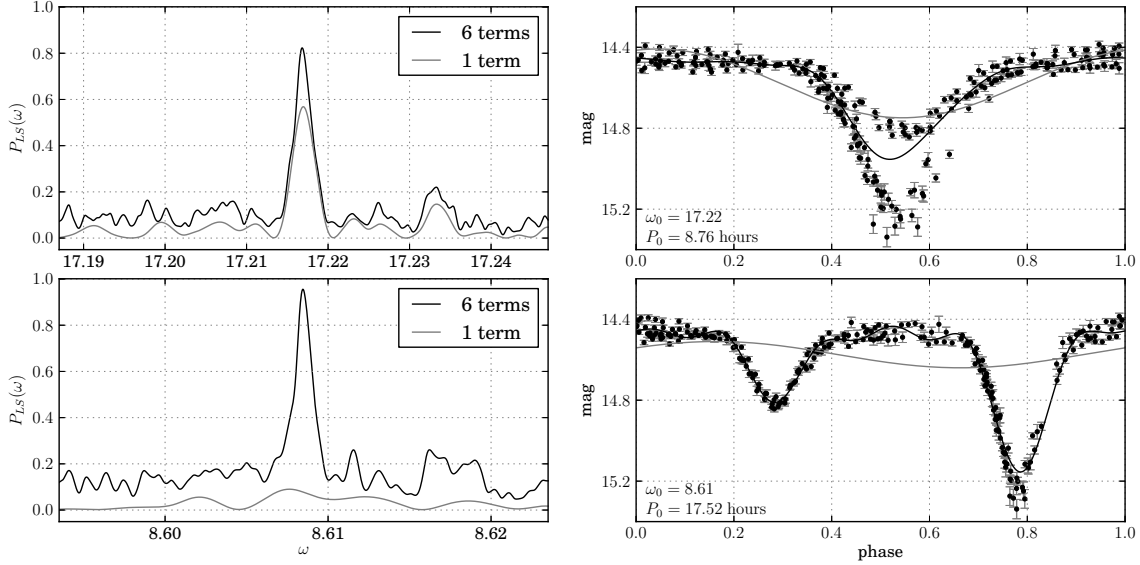 1.0
0.8
0.6
0.4
0.2
0.0
P_LS(ω)
6 terms
1 term
17.19 17.20 17.21 17.22 17.23 17.24
14.4
14.8
15.2
mag
ω₀ = 17.22
P₀ = 8.76 hours
0.0 0.2 0.4 0.6 0.8 1.0
1.0
0.8
0.6
0.4
0.2
0.0
P_LS(ω)
6 terms
1 term
8.60 8.61 8.62
ω
14.4
14.8
15.2
mag
ω₀ = 8.61
P₀ = 17.52 hours
0.0 0.2 0.4 0.6 0.8 1.0
phase